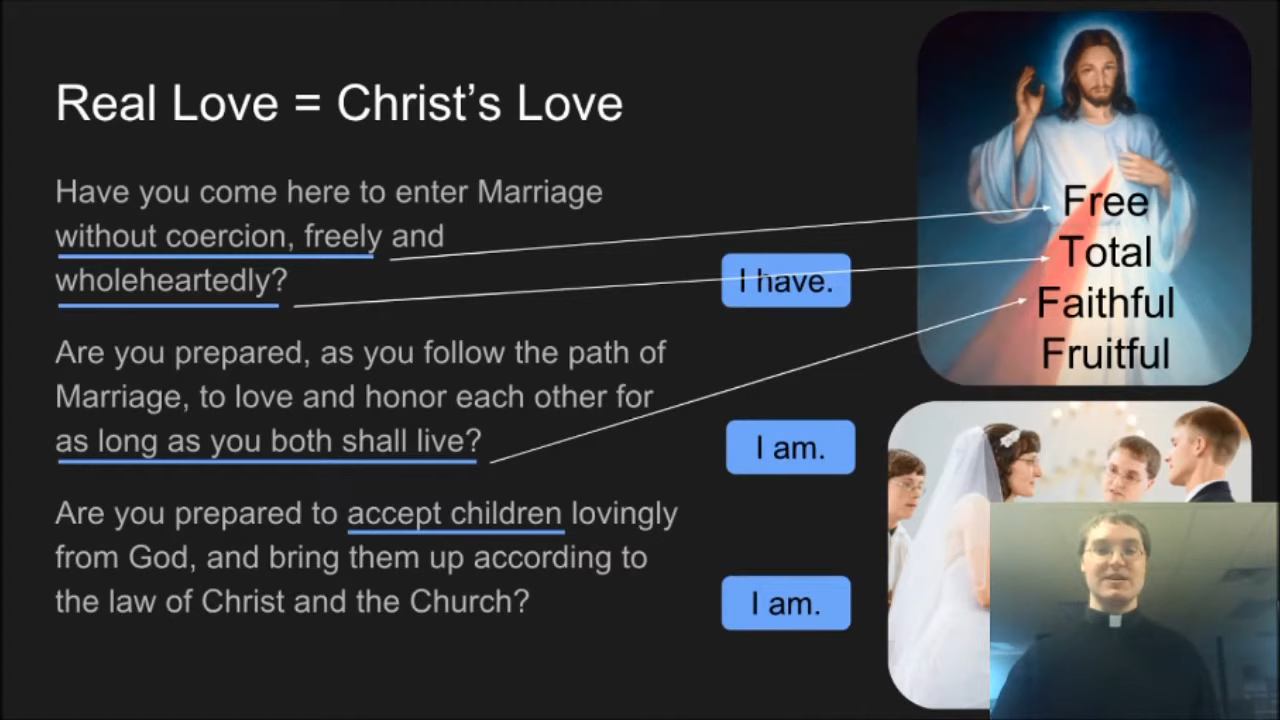 Real Love = Christ's Love
Have you come here to enter Marriage
without coercion, freely and
wholeheartedly?
I have.
Are you prepared, as you follow the path of
Marriage, to love and honor each other for
as long as you both shall live?
I am.
Are you prepared to accept children lovingly
from God, and bring them up according to
the law of Christ and the Church?
I am.
Free
Total
Faithful
Fruitful